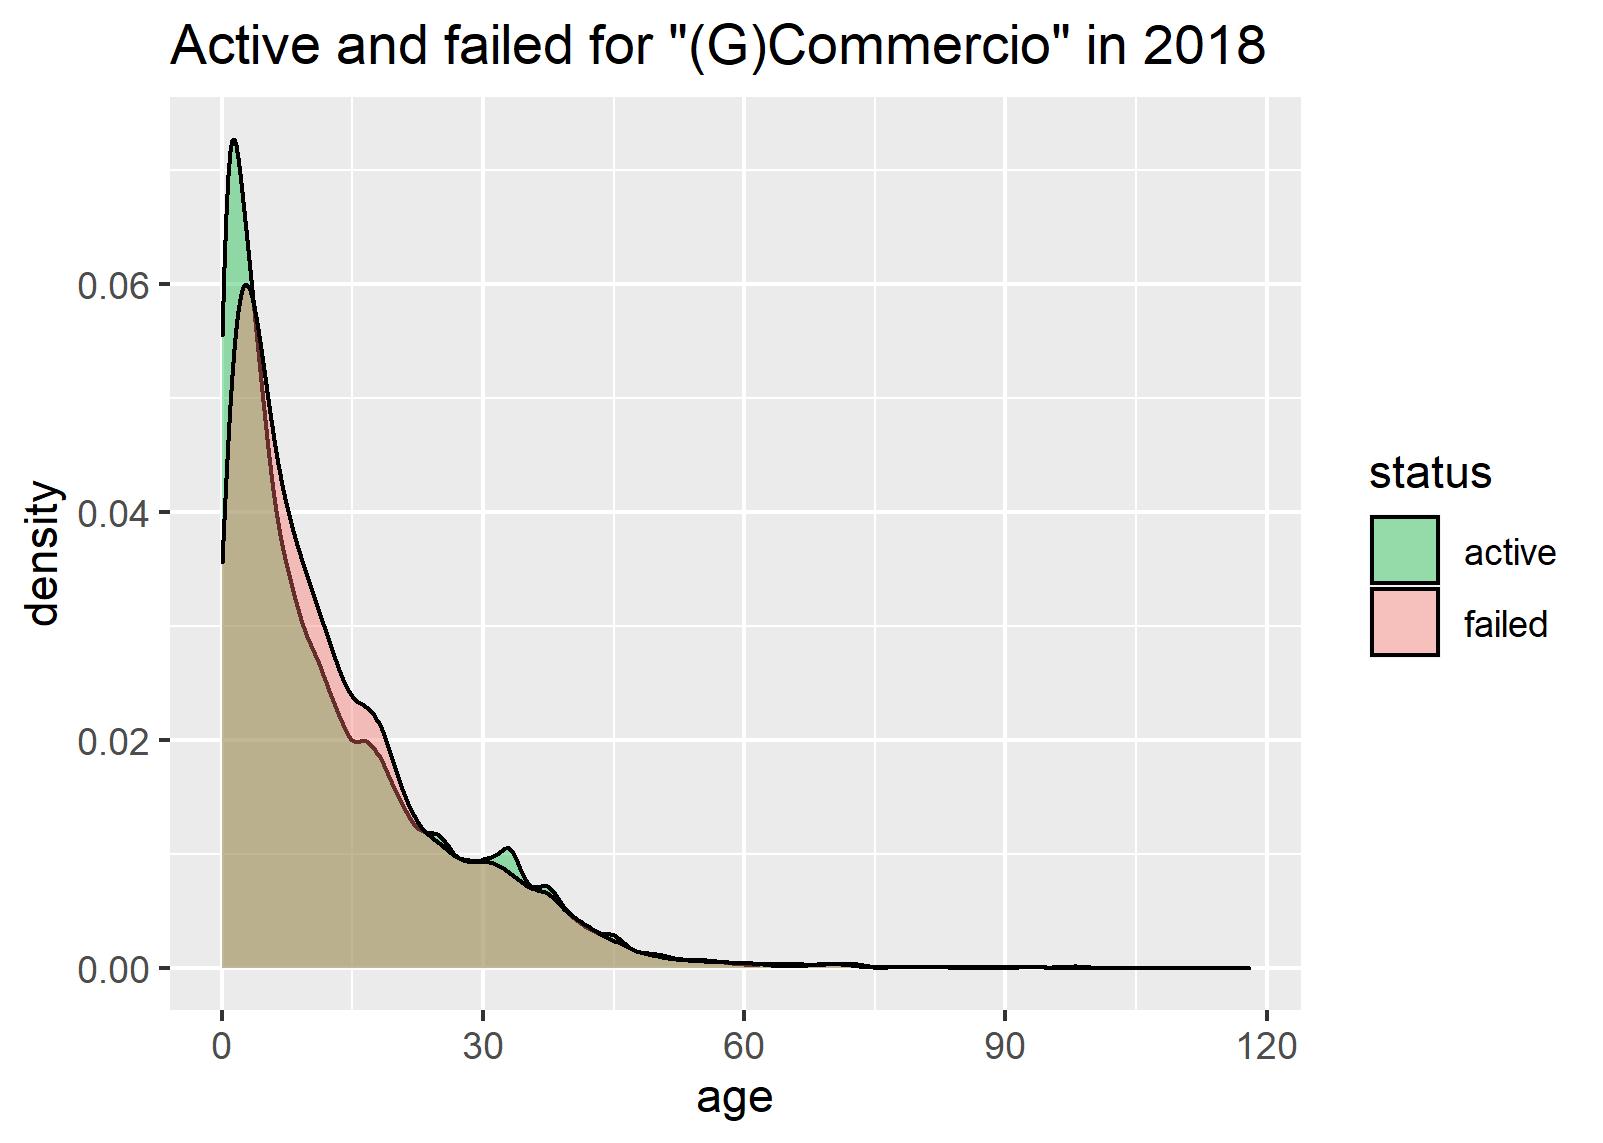 Active and failed for "(G)Commercio" in 2018
density
0.06
0.04
0.02
0.00
0
30
60
90
120
age
status
active
failed